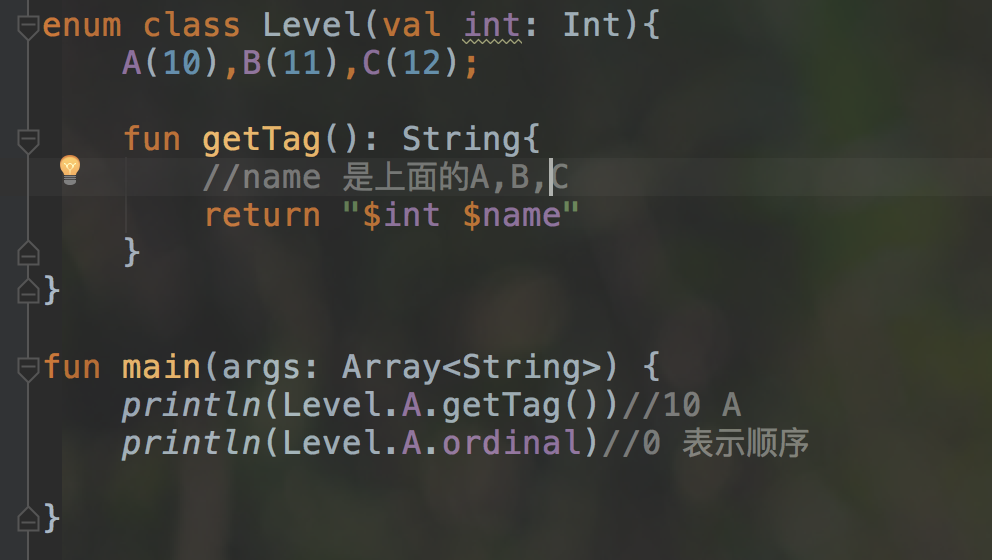 enum class Level(val int: Int){
    A(10),B(11),C(12);
    fun getTag(): String{
        //name 是上面的A,B,C
        return "$int $name"
    }
}
fun main(args: Array<String>) {
    println(Level.A.getTag())//10 A
    println(Level.A.ordinal)//0 表示顺序
}